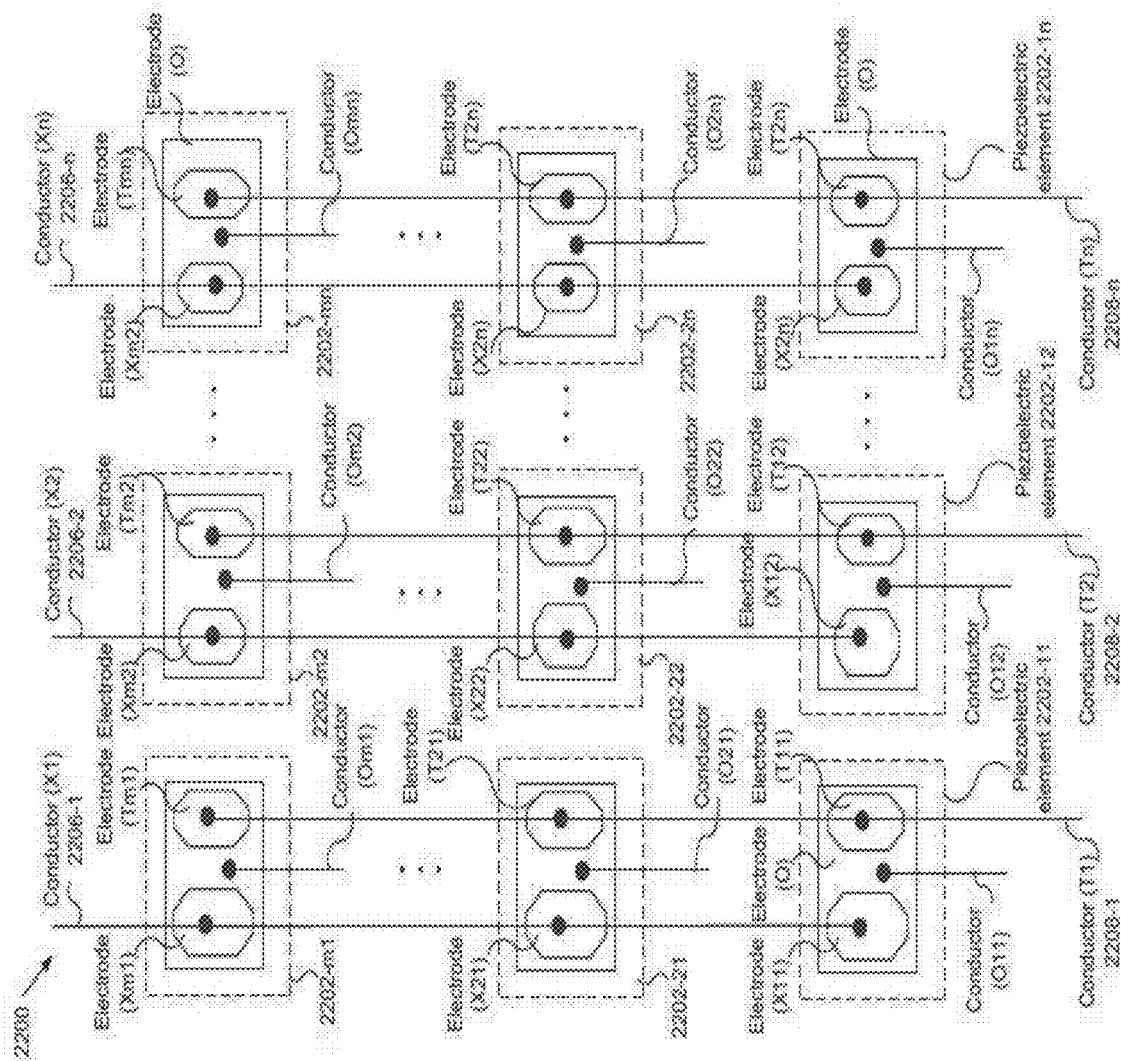 2200
Conductor (X1)
2206-1
Conductor (X2)
2206-2
Conductor (Xn)
2206-n
Electrode
(Xm1)
Electrode
(Tm1)
Electrode
(Xm2)
Electrode
(Tm2)
Electrode
(Xm2)
Electrode
(Tmn)
Electrode
(O)
2202-m1
Conductor
(Om1)
2202-m2
Conductor
(Om2)
2202-mn
Conductor
(Omn)
Electrode
(X21)
Electrode
(T21)
Electrode
(X22)
Electrode
(T22)
Electrode
(X2n)
Electrode
(T2n)
2202-21
Conductor
(O21)
2202-22
Conductor
(O22)
2202-2n
Conductor
(O2n)
Electrode
(X11)
Electrode
(O)
Electrode
(T11)
Electrode
(X12)
Electrode
(T12)
Electrode
(X2n)
Electrode
(T2n)
Electrode
(O)
Conductor
(O11)
Piezoelectric
element 2202-11
Conductor
(O12)
Piezoelectric
element 2202-12
Conductor
(O1n)
Piezoelectric
element 2202-1n
Conductor (T1)
2208-1
Conductor (T2)
2208-2
Conductor (Tn)
2208-n